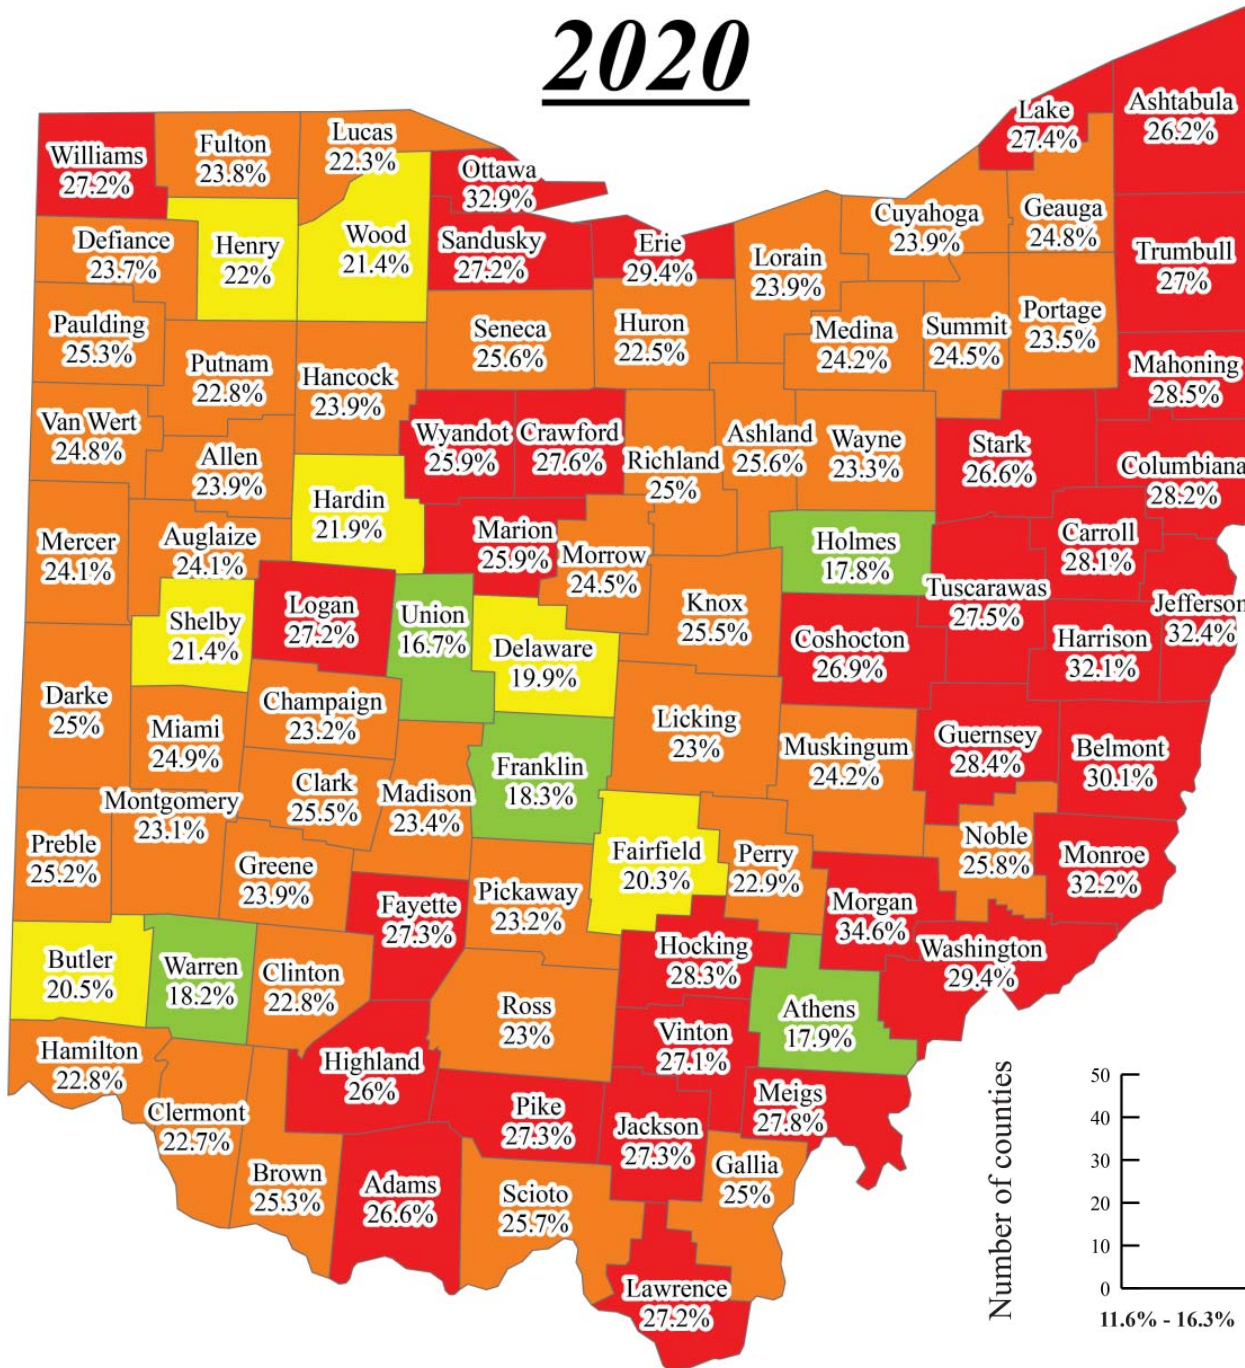 2020
Lake
27.4%
Ashtabula
26.2%
Williams
27.2%
Fulton
23.8%
Lucas
22.3%
Ottawa
32.9%
Defiance
23.7%
Henry
22%
Wood
21.4%
Sandusky
27.2%
Erie
29.4%
Lorain
23.9%
Cuyahoga
23.9%
Geauga
24.8%
Trumbull
27%
Paulding
25.3%
Putnam
22.8%
Hancock
23.9%
Seneca
25.6%
Huron
22.5%
Medina
24.2%
Summit
24.5%
Portage
23.5%
Mahoning
28.5%
Van Wert
24.8%
Allen
23.9%
Wyandot
25.9%
Crawford
27.6%
Richland
25%
Ashland
25.6%
Wayne
23.3%
Stark
26.6%
Columbiana
28.2%
Mercer
24.1%
Auglaize
24.1%
Hardin
21.9%
Marion
25.9%
Morrow
24.5%
Holmes
17.8%
Tuscarawas
27.5%
Carroll
28.1%
Jefferson
32.4%
Shelby
21.4%
Logan
27.2%
Union
16.7%
Delaware
19.9%
Knox
25.5%
Coshocton
26.9%
Harrison
32.1%
Darke
25%
Miami
24.9%
Champaign
23.2%
Licking
23%
Muskingum
24.2%
Guernsey
28.4%
Belmont
30.1%
Clark
25.5%
Madison
23.4%
Franklin
18.3%
Montgomery
23.1%
Preble
25.2%
Greene
23.9%
Fayette
27.3%
Pickaway
23.2%
Fairfield
20.3%
Perry
22.9%
Morgan
34.6%
Noble
25.8%
Monroe
32.2%
Butler
20.5%
Warren
18.2%
Clinton
22.8%
Ross
23%
Hocking
28.3%
Athens
17.9%
Washington
29.4%
Hamilton
22.8%
Clermont
22.7%
Highland
26%
Vinton
27.1%
Meigs
27.8%
Brown
25.3%
Adams
26.6%
Pike
27.3%
Jackson
27.3%
Gallia
25%
Scioto
25.7%
Lawrence
27.2%
Number of counties
50
40
30
20
10
0
11.6% - 16.3%